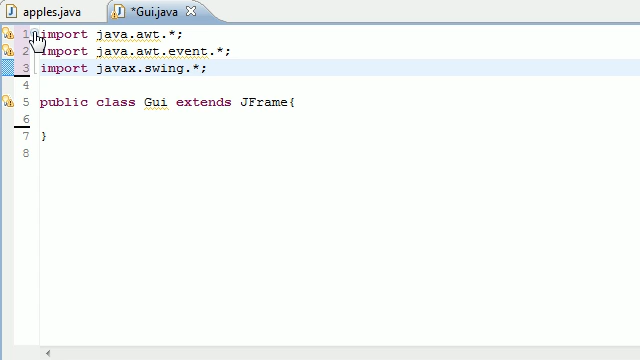 apples.java
*Gui.java
1 import java.awt.*;
2 import java.awt.event.*;
3 import javax.swing.*;
4
5 public class Gui extends JFrame{
6
7 }
8